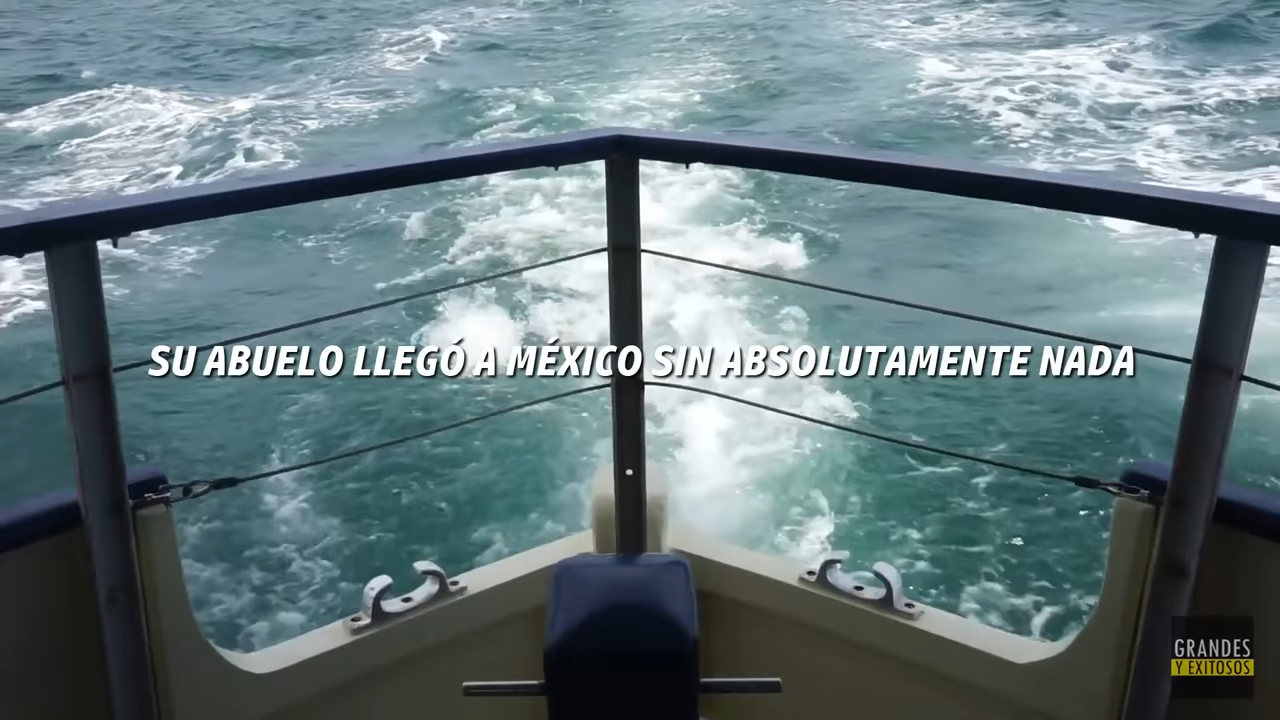 SU ABUELO LLEGÓ A MÉXICO SIN ABSOLUTAMENTE NADA
GRANDES
Y EXITOSOS